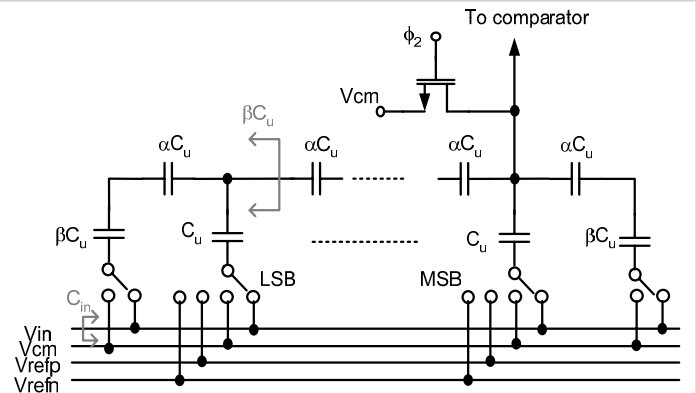 To comparator
ϕ2
Vcm
βCu
αCu αCu αCu αCu
βCu Cu Cu βCu
LSB MSB
Cin
Vin
Vcm
Vrefp
Vrefn